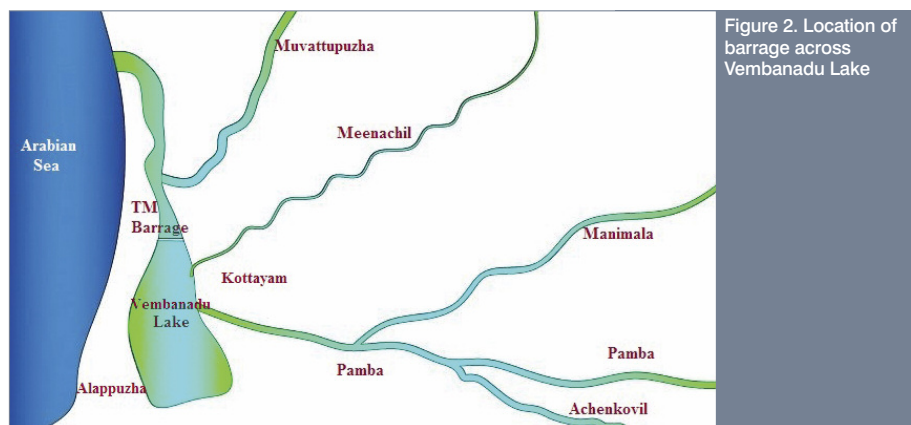 Figure 2. Location of
barrage across
Vembanadu Lake
Muvattupuzha
Meenachil
Arabian
Sea
TM
Barrage
Manimala
Kottayam
Vembanadu
Lake
Pamba
Pamba
Alappuzha
Achenkovil